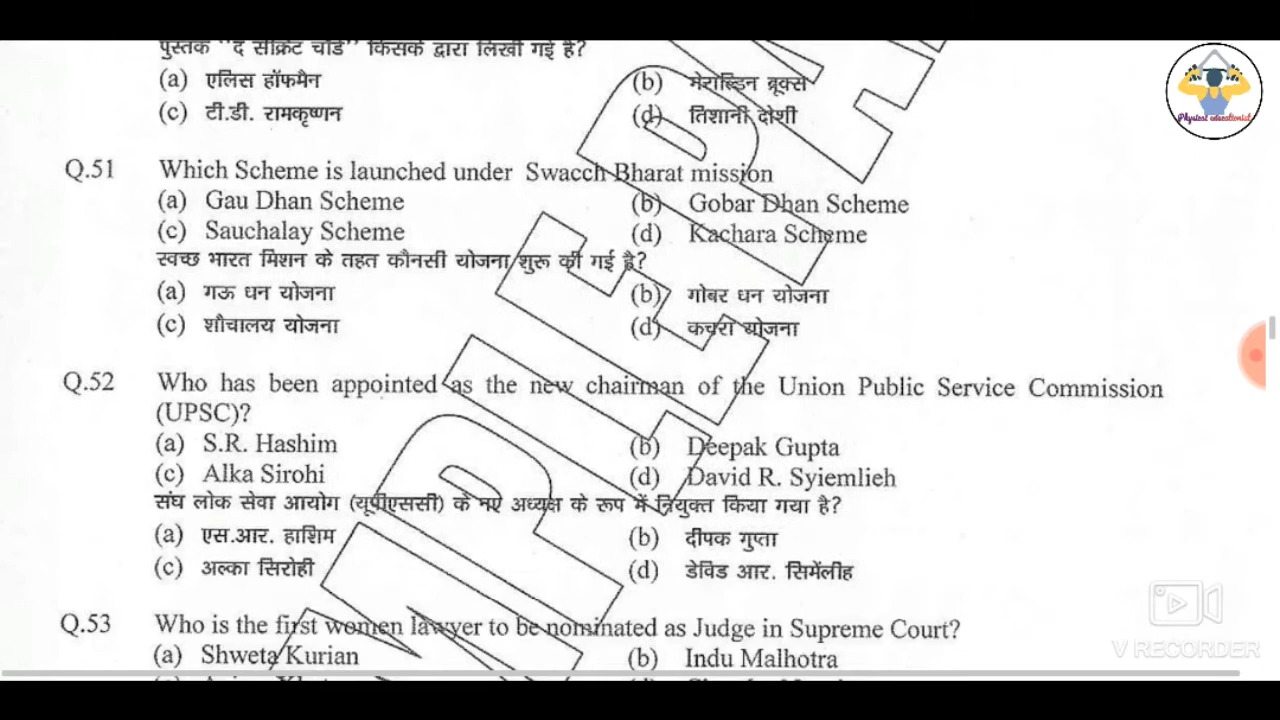 पुस्तक "द सीक्रेट चॉर्ड" किसके द्वारा लिखी गई है?
(a) एलिस हॉफमैन (b) मेराल्डिन ब्रूक्स
(c) टी.डी. रामकृष्णन (d) तिशानी दोशी
Q.51 Which Scheme is launched under Swacch Bharat mission
(a) Gau Dhan Scheme (b) Gobar Dhan Scheme
(c) Sauchalay Scheme (d) Kachara Scheme
स्वच्छ भारत मिशन के तहत कौनसी योजना शुरू की गई है?
(a) गऊ धन योजना (b) गोबर धन योजना
(c) शौचालय योजना (d) कचरा योजना
Q.52 Who has been appointed as the new chairman of the Union Public Service Commission
(UPSC)?
(a) S.R. Hashim (b) Deepak Gupta
(c) Alka Sirohi (d) David R. Syiemlieh
संघ लोक सेवा आयोग (यूपीएससी) के नए अध्यक्ष के रूप में नियुक्त किया गया है?
(a) एस.आर. हाशिम (b) दीपक गुप्ता
(c) अल्का सिरोही (d) डेविड आर. सिमेंलीह
Q.53 Who is the first women lawyer to be nominated as Judge in Supreme Court?
(a) Shweta Kurian (b) Indu Malhotra
Physical educationist
V RECORDER